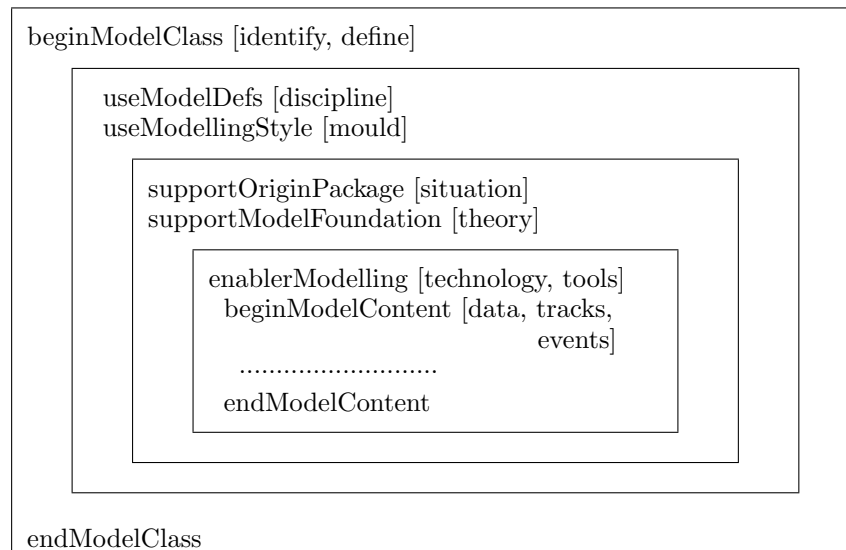 beginModelClass [identify, define]
useModelDefs [discipline]
useModellingStyle [mould]
supportOriginPackage [situation]
supportModelFoundation [theory]
enablerModelling [technology, tools]
beginModelContent [data, tracks,
events]
...........................
endModelContent
endModelClass